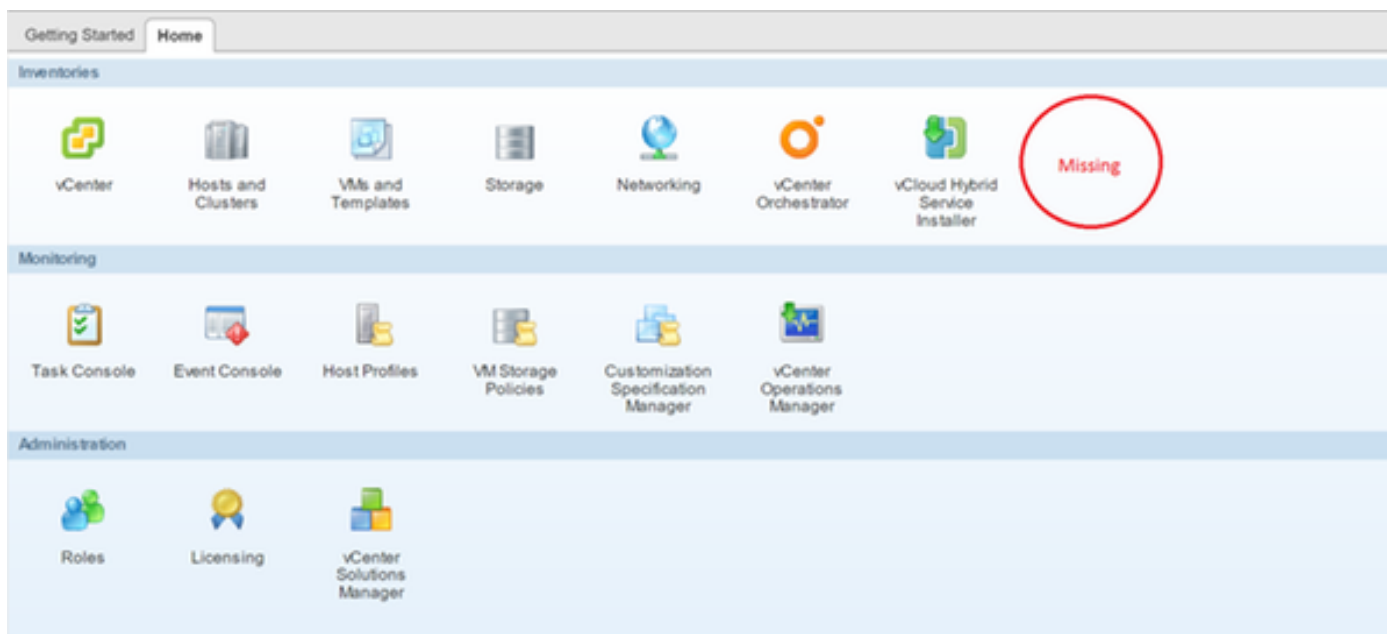 Getting Started Home
Inventories
vCenter
Hosts and
Clusters
VMs and
Templates
Storage
Networking
vCenter
Orchestrator
vCloud Hybrid
Service
Installer
Missing
Monitoring
Task Console
Event Console
Host Profiles
VM Storage
Policies
Customization
Specification
Manager
vCenter
Operations
Manager
Administration
Roles
Licensing
vCenter
Solutions
Manager